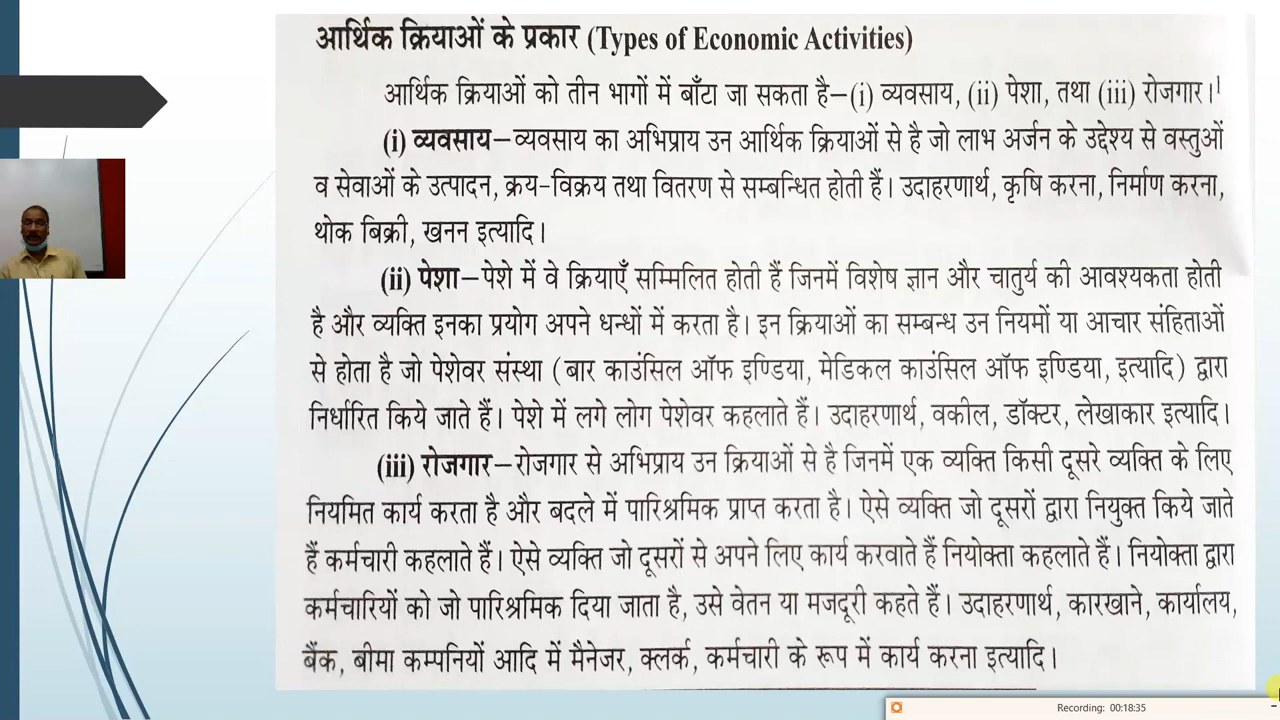 आर्थिक क्रियाओं के प्रकार (Types of Economic Activities)
आर्थिक क्रियाओं को तीन भागों में बाँटा जा सकता है–(i) व्यवसाय, (ii) पेशा, तथा (iii) रोजगार।
(i) व्यवसाय–व्यवसाय का अभिप्राय उन आर्थिक क्रियाओं से है जो लाभ अर्जन के उद्देश्य से वस्तुओं
व सेवाओं के उत्पादन, क्रय-विक्रय तथा वितरण से सम्बन्धित होती हैं। उदाहरणार्थ, कृषि करना, निर्माण करना,
थोक बिक्री, खनन इत्यादि।
(ii) पेशा–पेशे में वे क्रियाएँ सम्मिलित होती हैं जिनमें विशेष ज्ञान और चातुर्य की आवश्यकता होती
है और व्यक्ति इनका प्रयोग अपने धन्धों में करता है। इन क्रियाओं का सम्बन्ध उन नियमों या आचार संहिताओं
से होता है जो पेशेवर संस्था (बार काउंसिल ऑफ इण्डिया, मेडिकल काउंसिल ऑफ इण्डिया, इत्यादि) द्वारा
निर्धारित किये जाते हैं। पेशे में लगे लोग पेशेवर कहलाते हैं। उदाहरणार्थ, वकील, डॉक्टर, लेखाकार इत्यादि।
(iii) रोजगार–रोजगार से अभिप्राय उन क्रियाओं से है जिनमें एक व्यक्ति किसी दूसरे व्यक्ति के लिए
नियमित कार्य करता है और बदले में पारिश्रमिक प्राप्त करता है। ऐसे व्यक्ति जो दूसरों द्वारा नियुक्त किये जाते
हैं कर्मचारी कहलाते हैं। ऐसे व्यक्ति जो दूसरों से अपने लिए कार्य करवाते हैं नियोक्ता कहलाते हैं। नियोक्ता द्वारा
कर्मचारियों को जो पारिश्रमिक दिया जाता है, उसे वेतन या मजदूरी कहते हैं। उदाहरणार्थ, कारखाने, कार्यालय,
बैंक, बीमा कम्पनियों आदि में मैनेजर, क्लर्क, कर्मचारी के रूप में कार्य करना इत्यादि।
Recording: 00:18:35